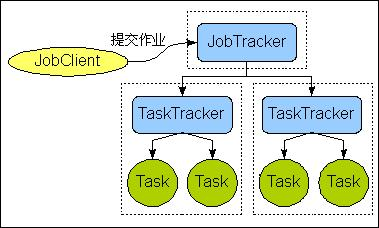 提交作业
JobTracker
JobClient
TaskTracker TaskTracker
Task Task Task Task